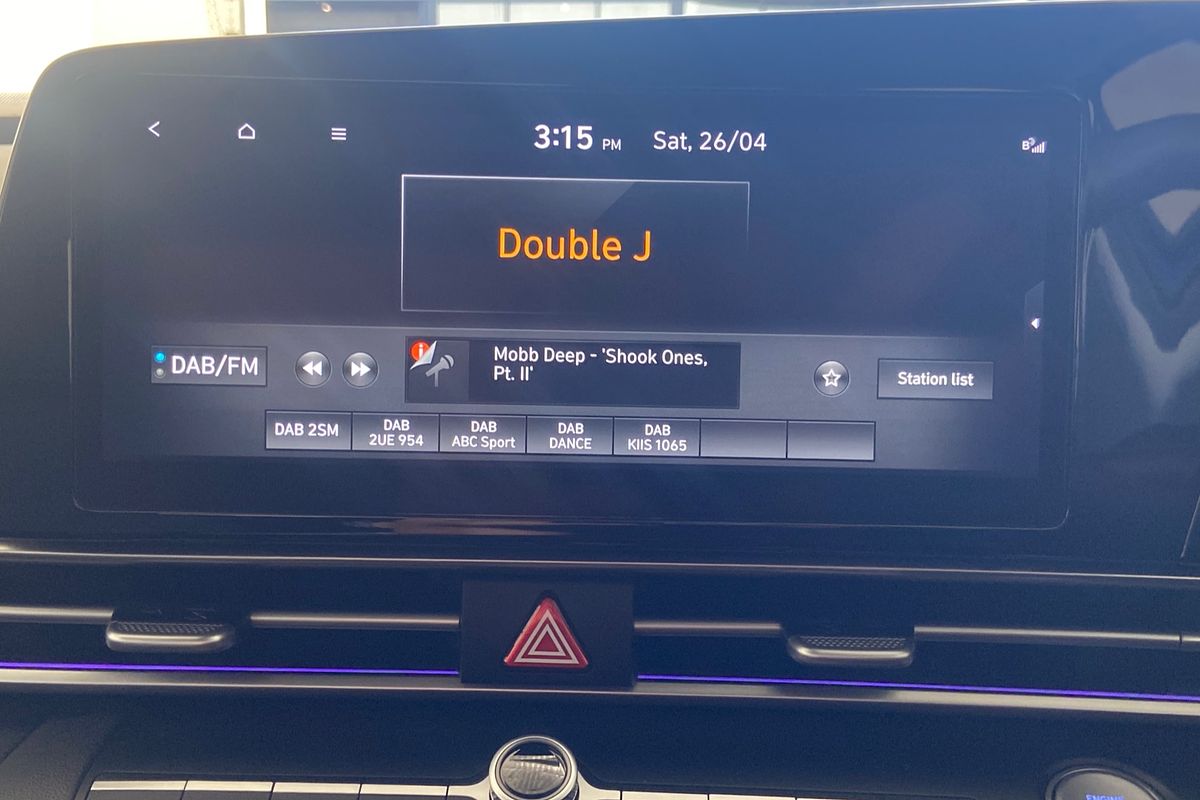 3:15 PM Sat, 26/04
Double J
DAB/FM
Mobb Deep - 'Shook Ones,
Pt. II'
Station list
DAB 2SM
DAB
2UE 954
DAB
ABC Sport
DAB
DANCE
DAB
KIIS 1065
ENGINE